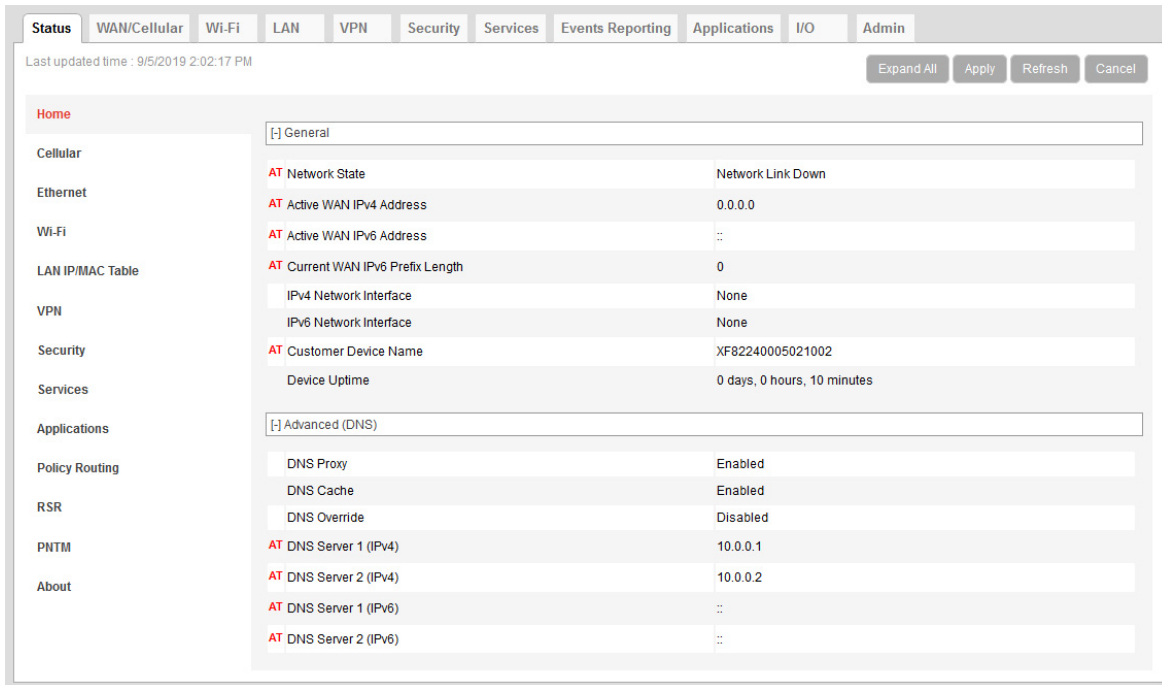 Status WAN/Cellular Wi-Fi LAN VPN Security Services Events Reporting Applications I/O Admin
Last updated time : 9/5/2019 2:02:17 PM
Expand All Apply Refresh Cancel
Home
Cellular
Ethernet
Wi-Fi
LAN IP/MAC Table
VPN
Security
Services
Applications
Policy Routing
RSR
PNTM
About
[-] General
AT Network State Network Link Down
AT Active WAN IPv4 Address 0.0.0.0
AT Active WAN IPv6 Address ::
AT Current WAN IPv6 Prefix Length 0
IPv4 Network Interface None
IPv6 Network Interface None
AT Customer Device Name XF82240005021002
Device Uptime 0 days, 0 hours, 10 minutes
[-] Advanced (DNS)
DNS Proxy Enabled
DNS Cache Enabled
DNS Override Disabled
AT DNS Server 1 (IPv4) 10.0.0.1
AT DNS Server 2 (IPv4) 10.0.0.2
AT DNS Server 1 (IPv6) ::
AT DNS Server 2 (IPv6) ::